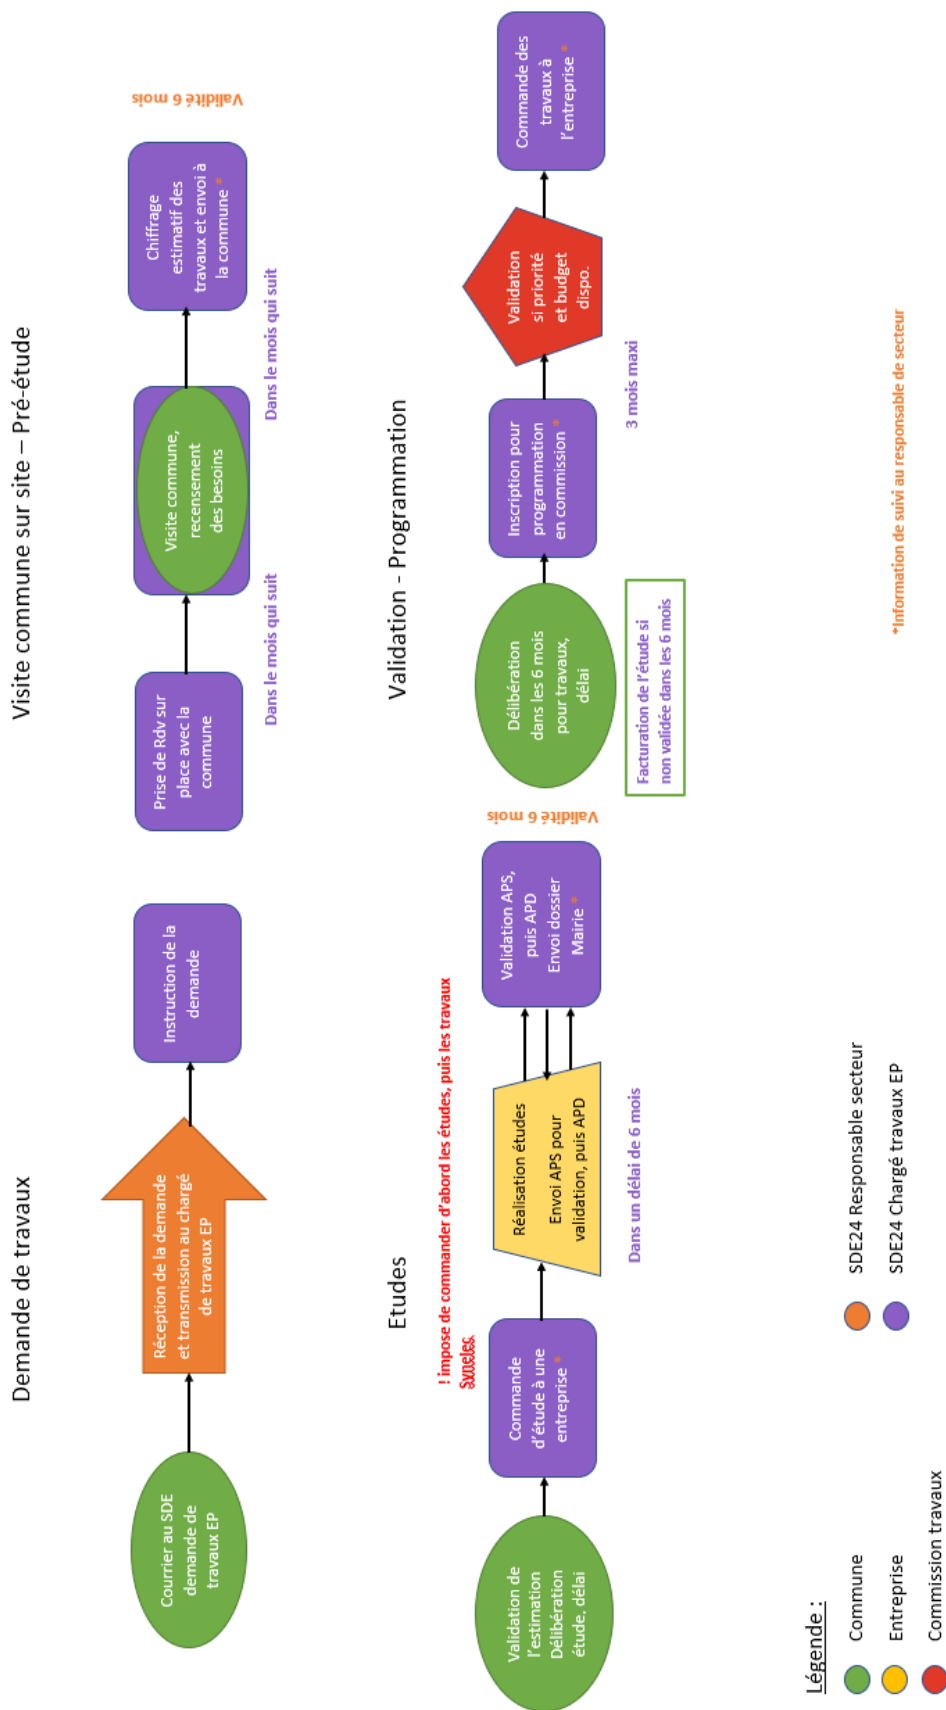 Demande de travaux
Courrier au SDE
demande de
travaux EP
Réception de la demande
et transmission au chargé
de travaux EP
Instruction de la
demande
Visite commune sur site – Pré-étude
Prise de Rdv sur
place avec la
commune
Dans le mois qui suit
Visite commune,
recensement
des besoins
Dans le mois qui suit
Chiffrage
estimatif des
travaux et envoi à
la commune *
Validité 6 mois
Etudes
! impose de commander d'abord les études, puis les travaux
Syneles
Validation de
l'estimation
Délibération
étude, délai
Commande
d'étude à une
entreprise *
Réalisation études
Envoi APS pour
validation, puis APD
Dans un délai de 6 mois
Validation APS,
puis APD
Envoi dossier
Mairie *
Validité 6 mois
Validation - Programmation
Délibération
dans les 6 mois
pour travaux,
délai
Facturation de l'étude si
non validée dans les 6 mois
Inscription pour
programmation
en commission *
3 mois maxi
Validation
si priorité
et budget
dispo.
Commande des
travaux à
l'entreprise *
Légende :
Commune
Entreprise
Commission travaux
SDE24 Responsable secteur
SDE24 Chargé travaux EP
*Information de suivi au responsable de secteur